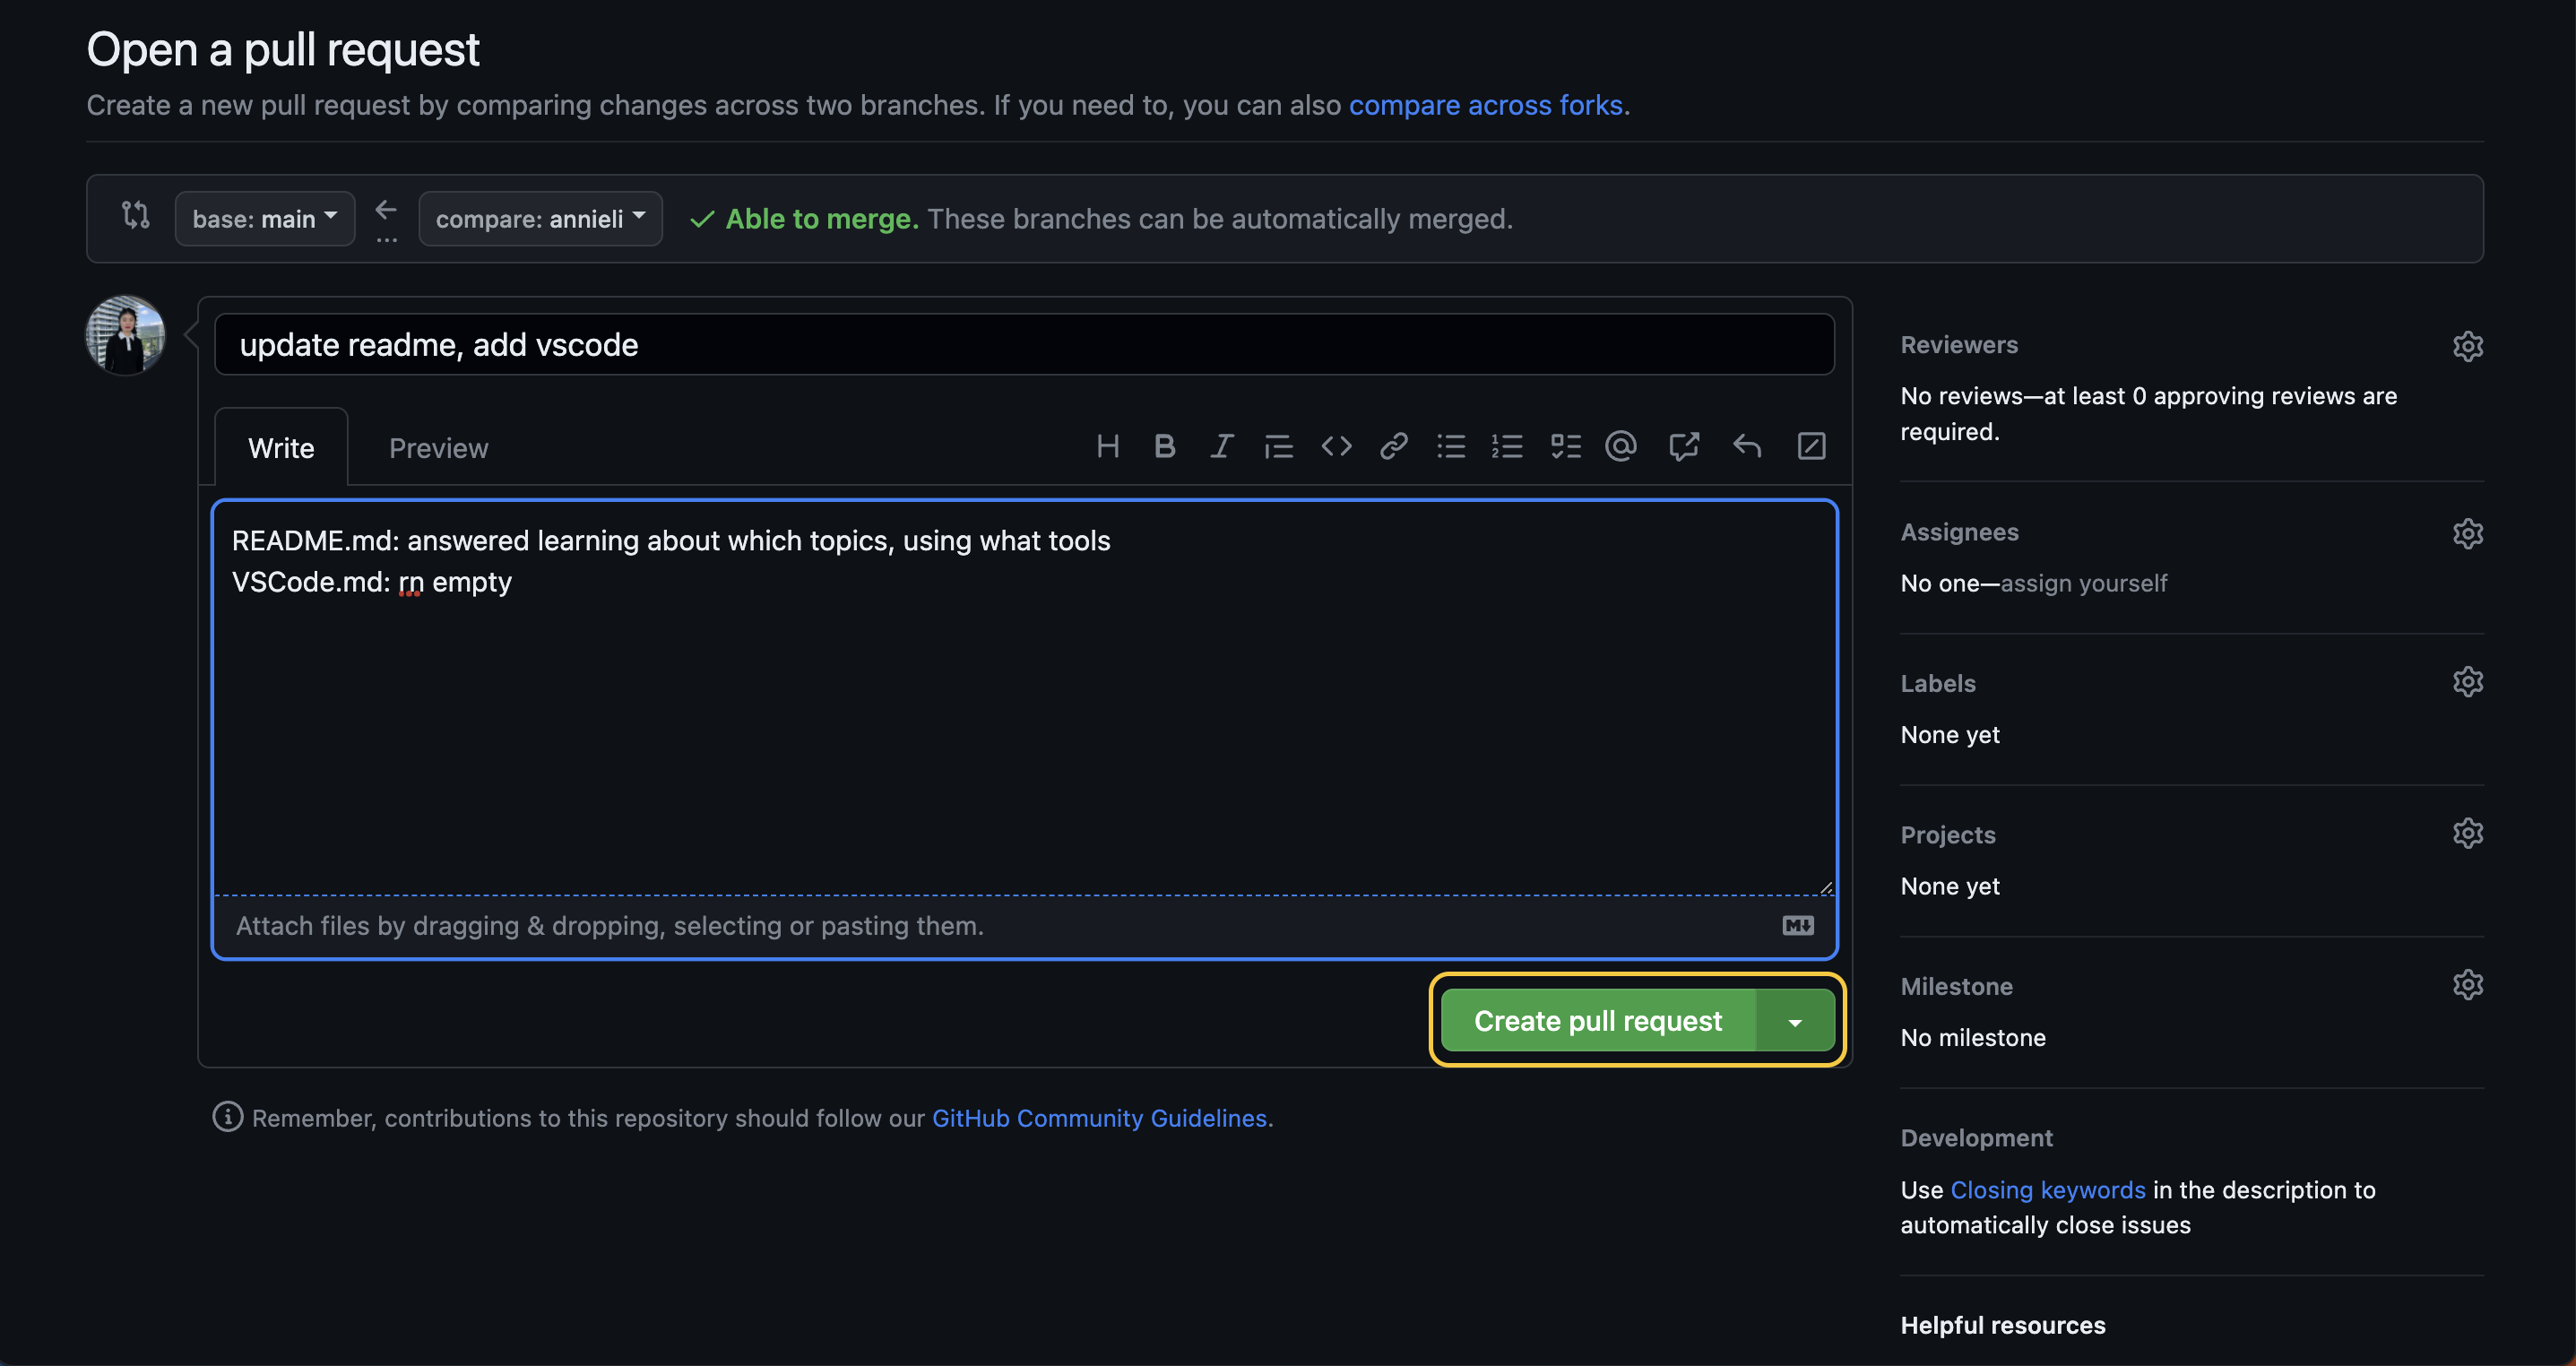 Open a pull request
Create a new pull request by comparing changes across two branches. If you need to, you can also compare across forks.
base: main
compare: annieli
Able to merge. These branches can be automatically merged.
update readme, add vscode
Write
Preview
README.md: answered learning about which topics, using what tools
VSCode.md: rn empty
Attach files by dragging & dropping, selecting or pasting them.
Create pull request
Remember, contributions to this repository should follow our GitHub Community Guidelines.
Reviewers
No reviews—at least 0 approving reviews are
required.
Assignees
No one—assign yourself
Labels
None yet
Projects
None yet
Milestone
No milestone
Development
Use Closing keywords in the description to
automatically close issues
Helpful resources